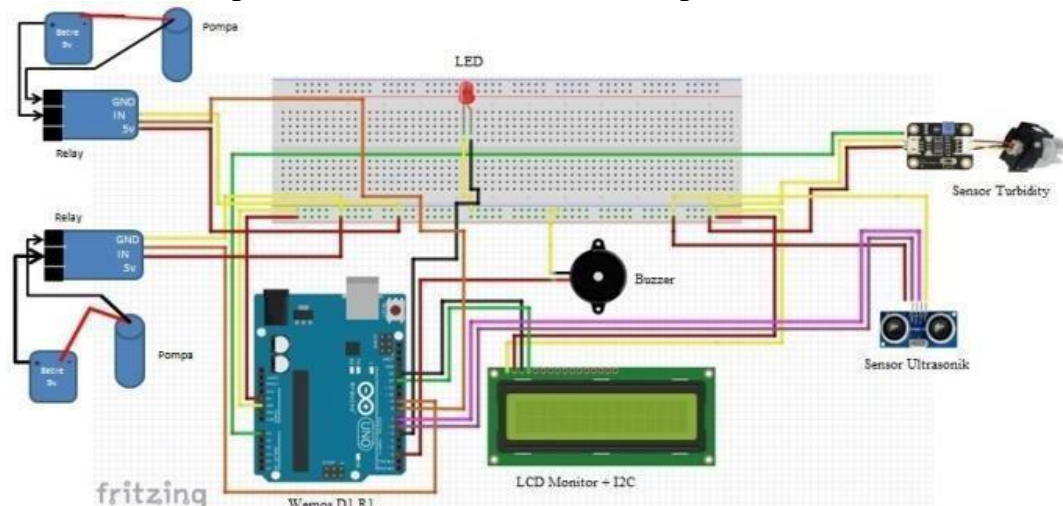 Pompa
Batre
9v
GND
IN
5v
Relay
LED
Sensor Turbidity
Relay
GND
IN
5v
Buzzer
Sensor Ultrasonik
Pompa
Batre
9v
UNO
LCD Monitor + I2C
fritzing
Wemos D1 R1